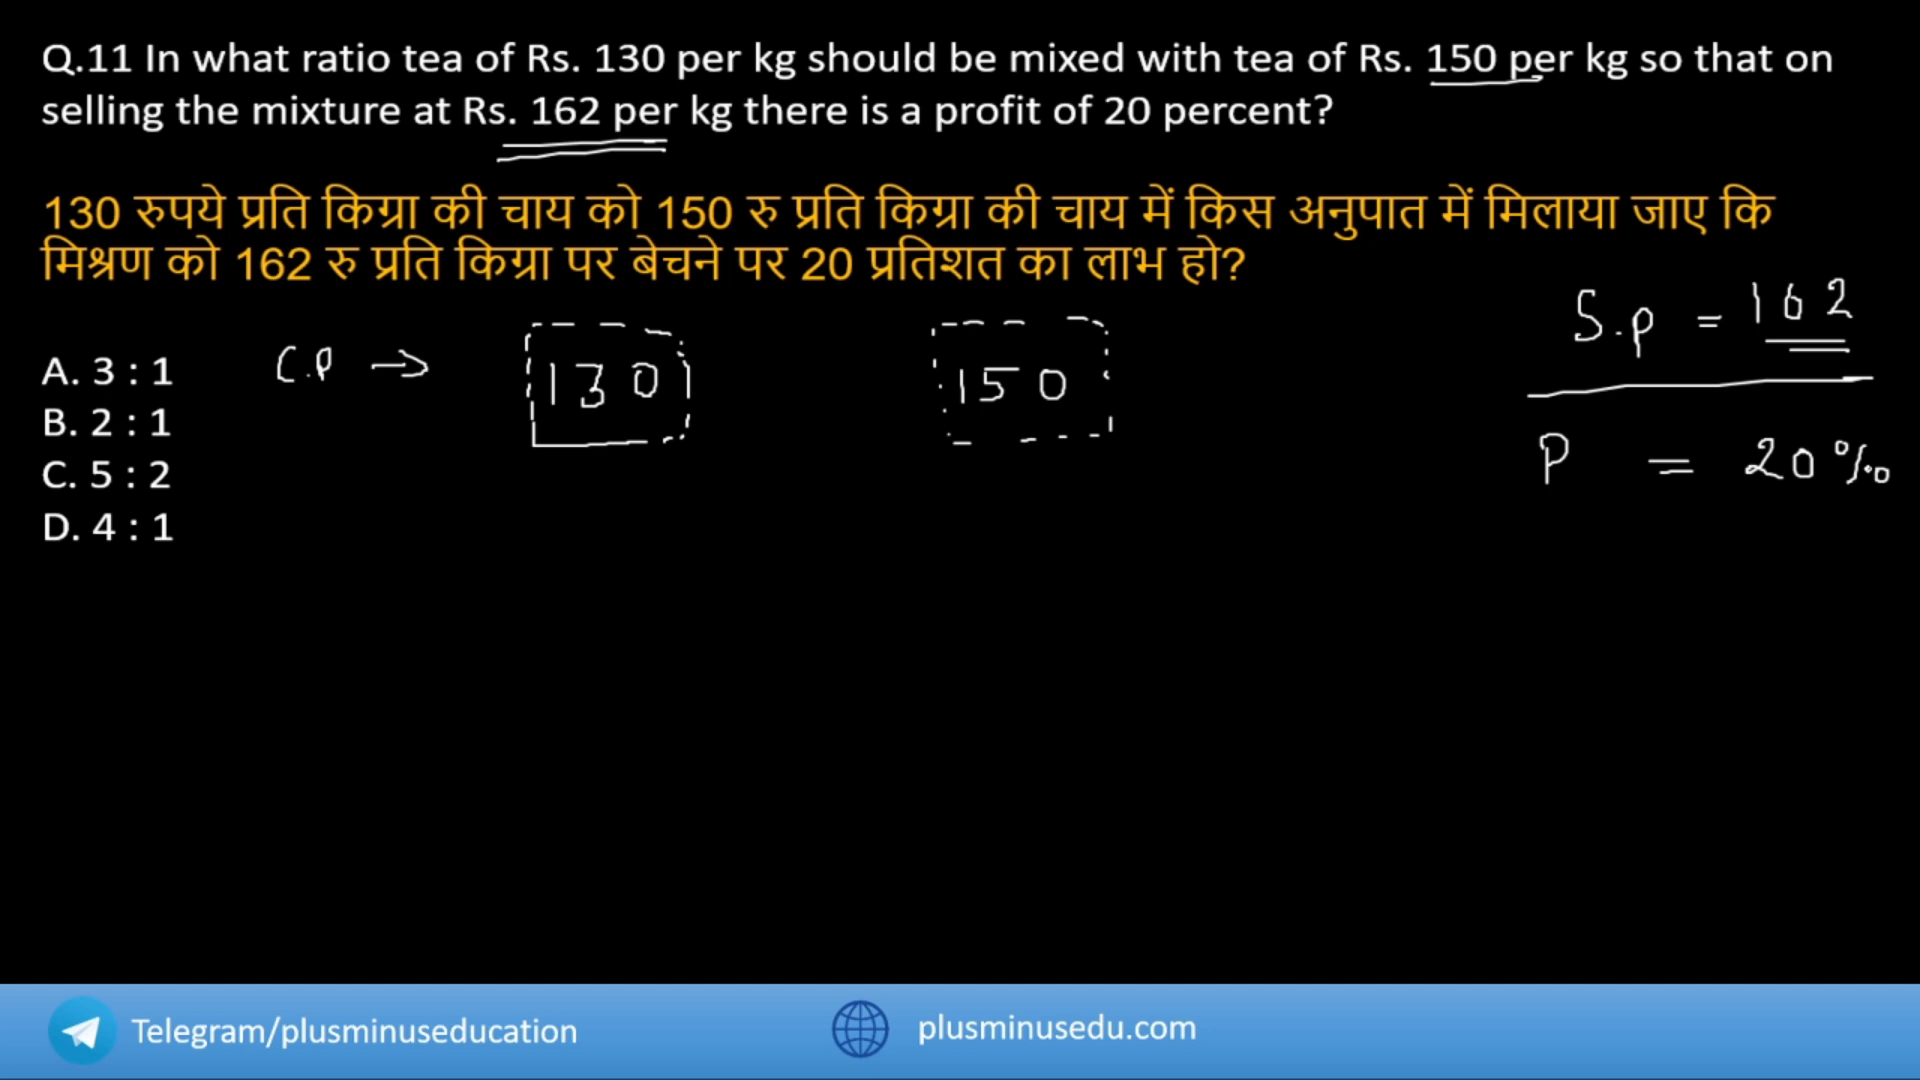 Q.11 In what ratio tea of Rs. 130 per kg should be mixed with tea of Rs. 150 per kg so that on
selling the mixture at Rs. 162 per kg there is a profit of 20 percent?
130 रुपये प्रति किग्रा की चाय को 150 रु प्रति किग्रा की चाय में किस अनुपात में मिलाया जाए कि
मिश्रण को 162 रु प्रति किग्रा पर बेचने पर 20 प्रतिशत का लाभ हो?
S.P = 162
A. 3 : 1 C.P → 130 150
B. 2 : 1
P = 20%
C. 5 : 2
D. 4 : 1
Telegram/plusminuseducation plusminusedu.com